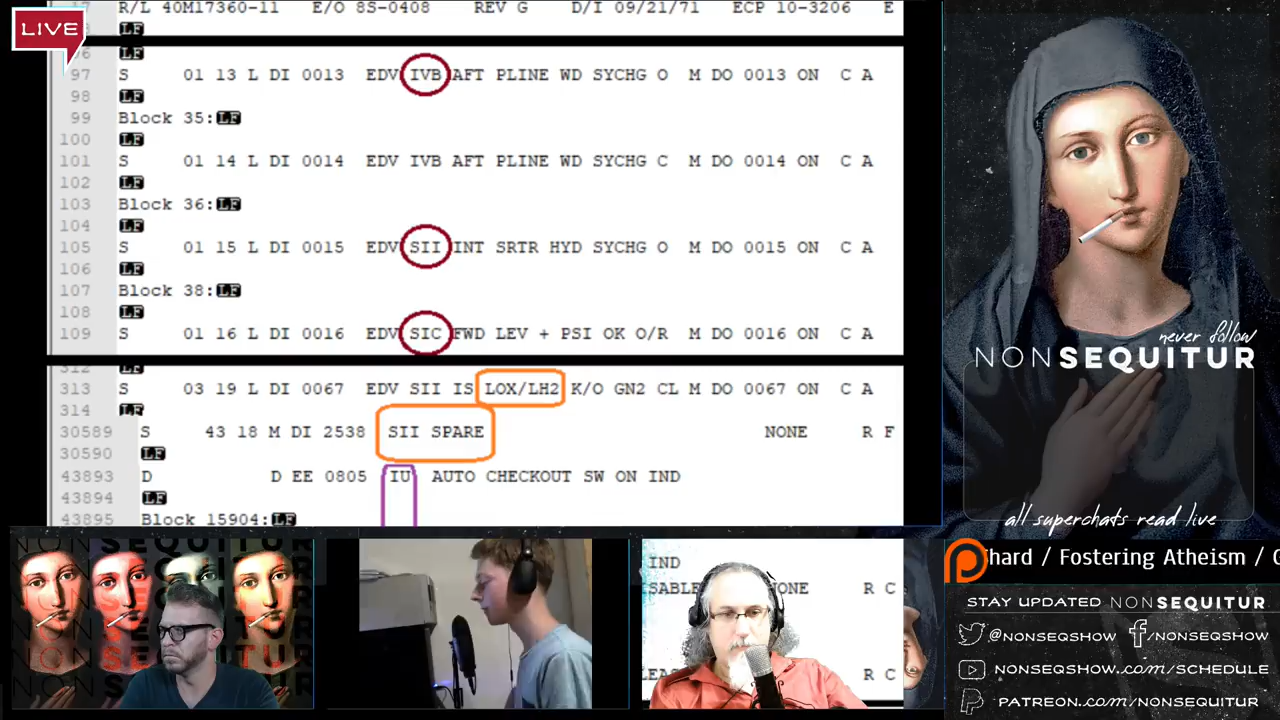 R/L 40M17360-11 E/O 8S-0408 REV G D/I 09/21/71 ECP 10-3206 E
LIVE
LF
LF
97 S 01 13 L DI 0013 EDV IVB AFT PLINE WD SYCHG O M DO 0013 ON C A
98 LF
99 Block 35:LF
100 LF
101 S 01 14 L DI 0014 EDV IVB AFT PLINE WD SYCHG C M DO 0014 ON C A
102 LF
103 Block 36:LF
104 LF
105 S 01 15 L DI 0015 EDV SII INT SRTR HYD SYCHG O M DO 0015 ON C A
106 LF
107 Block 38:LF
108 LF
109 S 01 16 L DI 0016 EDV SIC FWD LEV + PSI OK O/R M DO 0016 ON C A
312 LF
313 S 03 19 L DI 0067 EDV SII IS LOX/LH2 K/O GN2 CL M DO 0067 ON C A
314 LF
30589 S 43 18 M DI 2538 SII SPARE NONE R F
30590 LF
43893 D D EE 0805 IU AUTO CHECKOUT SW ON IND
43894 LF
43895 Block 15904:LF
never follow
NONSEQUITUR
all superchats read live
hard / Fostering Atheism /
STAY UPDATED NONSEQUITUR
@NONSEQSHOW /NONSEQSHOW
NONSEQSHOW.com/SCHEDULE
PATREON.com/NONSEQUITUR
NONSEQUITUR
IND
NONE R C
R C